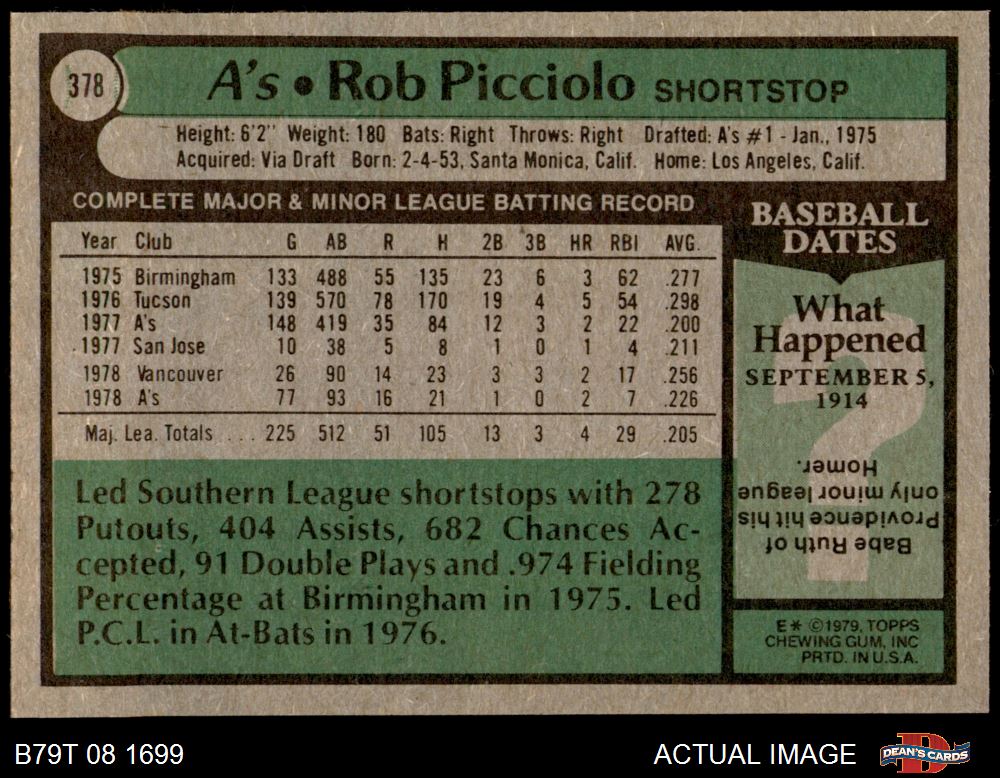 378
A's • Rob Picciolo SHORTSTOP
Height: 6'2" Weight: 180 Bats: Right Throws: Right Drafted: A's #1 - Jan., 1975
Acquired: Via Draft Born: 2-4-53, Santa Monica, Calif. Home: Los Angeles, Calif.
COMPLETE MAJOR & MINOR LEAGUE BATTING RECORD
Year Club G AB R H 2B 3B HR RBI AVG.
1975 Birmingham 133 488 55 135 23 6 3 62 .277
1976 Tucson 139 570 78 170 19 4 5 54 .298
1977 A's 148 419 35 84 12 3 2 22 .200
1977 San Jose 10 38 5 8 1 0 1 4 .211
1978 Vancouver 26 90 14 23 3 3 2 17 .256
1978 A's 77 93 16 21 1 0 2 7 .226
Maj. Lea. Totals ... 225 512 51 105 13 3 4 29 .205
Led Southern League shortstops with 278
Putouts, 404 Assists, 682 Chances Ac-
cepted, 91 Double Plays and .974 Fielding
Percentage at Birmingham in 1975. Led
P.C.L. in At-Bats in 1976.
BASEBALL
DATES
What
Happened
SEPTEMBER 5,
1914
?
Babe Ruth of
Providence hit his
only minor league
Homer.
E* ©1979, TOPPS
CHEWING GUM, INC
PRTD. IN U.S.A.
B79T 08 1699
ACTUAL IMAGE
D
DEAN'S CARDS